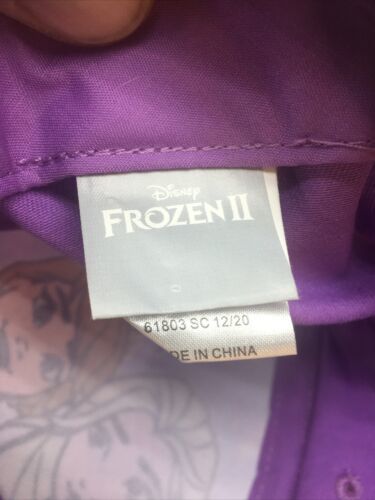 Disney
FROZEN II
61803 SC 12/20
DE IN CHINA